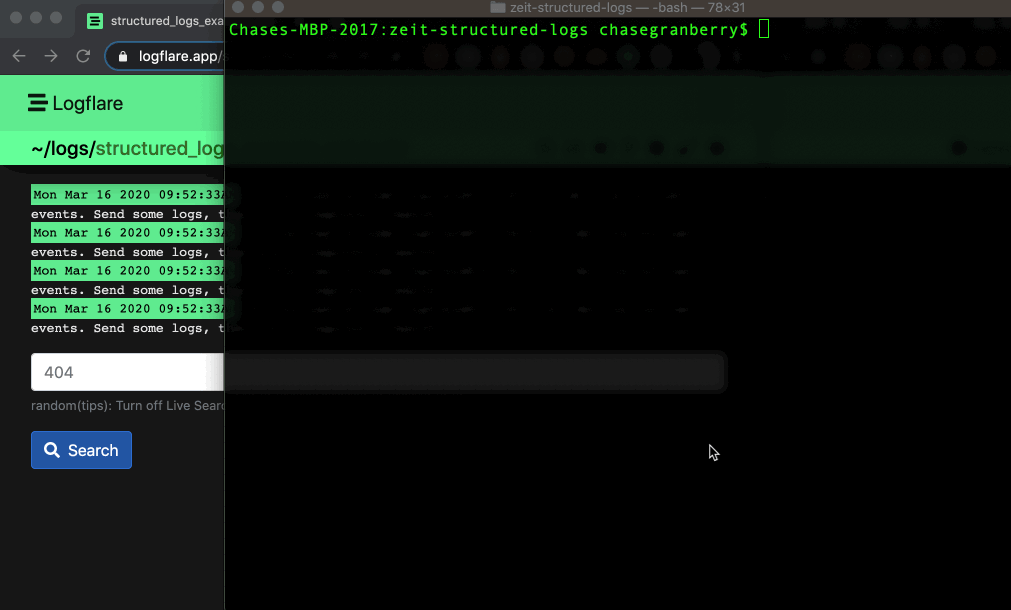 structured_logs_exa
zeit-structured-logs — -bash — 78×31
Chases-MBP-2017:zeit-structured-logs chasegranberry$
logflare.app/
Logflare
~/logs/structured_log
Mon Mar 16 2020 09:52:33
events. Send some logs, t
Mon Mar 16 2020 09:52:33
events. Send some logs, t
Mon Mar 16 2020 09:52:33
events. Send some logs, t
Mon Mar 16 2020 09:52:33
events. Send some logs, t
404
random(tips): Turn off Live Sear
Search